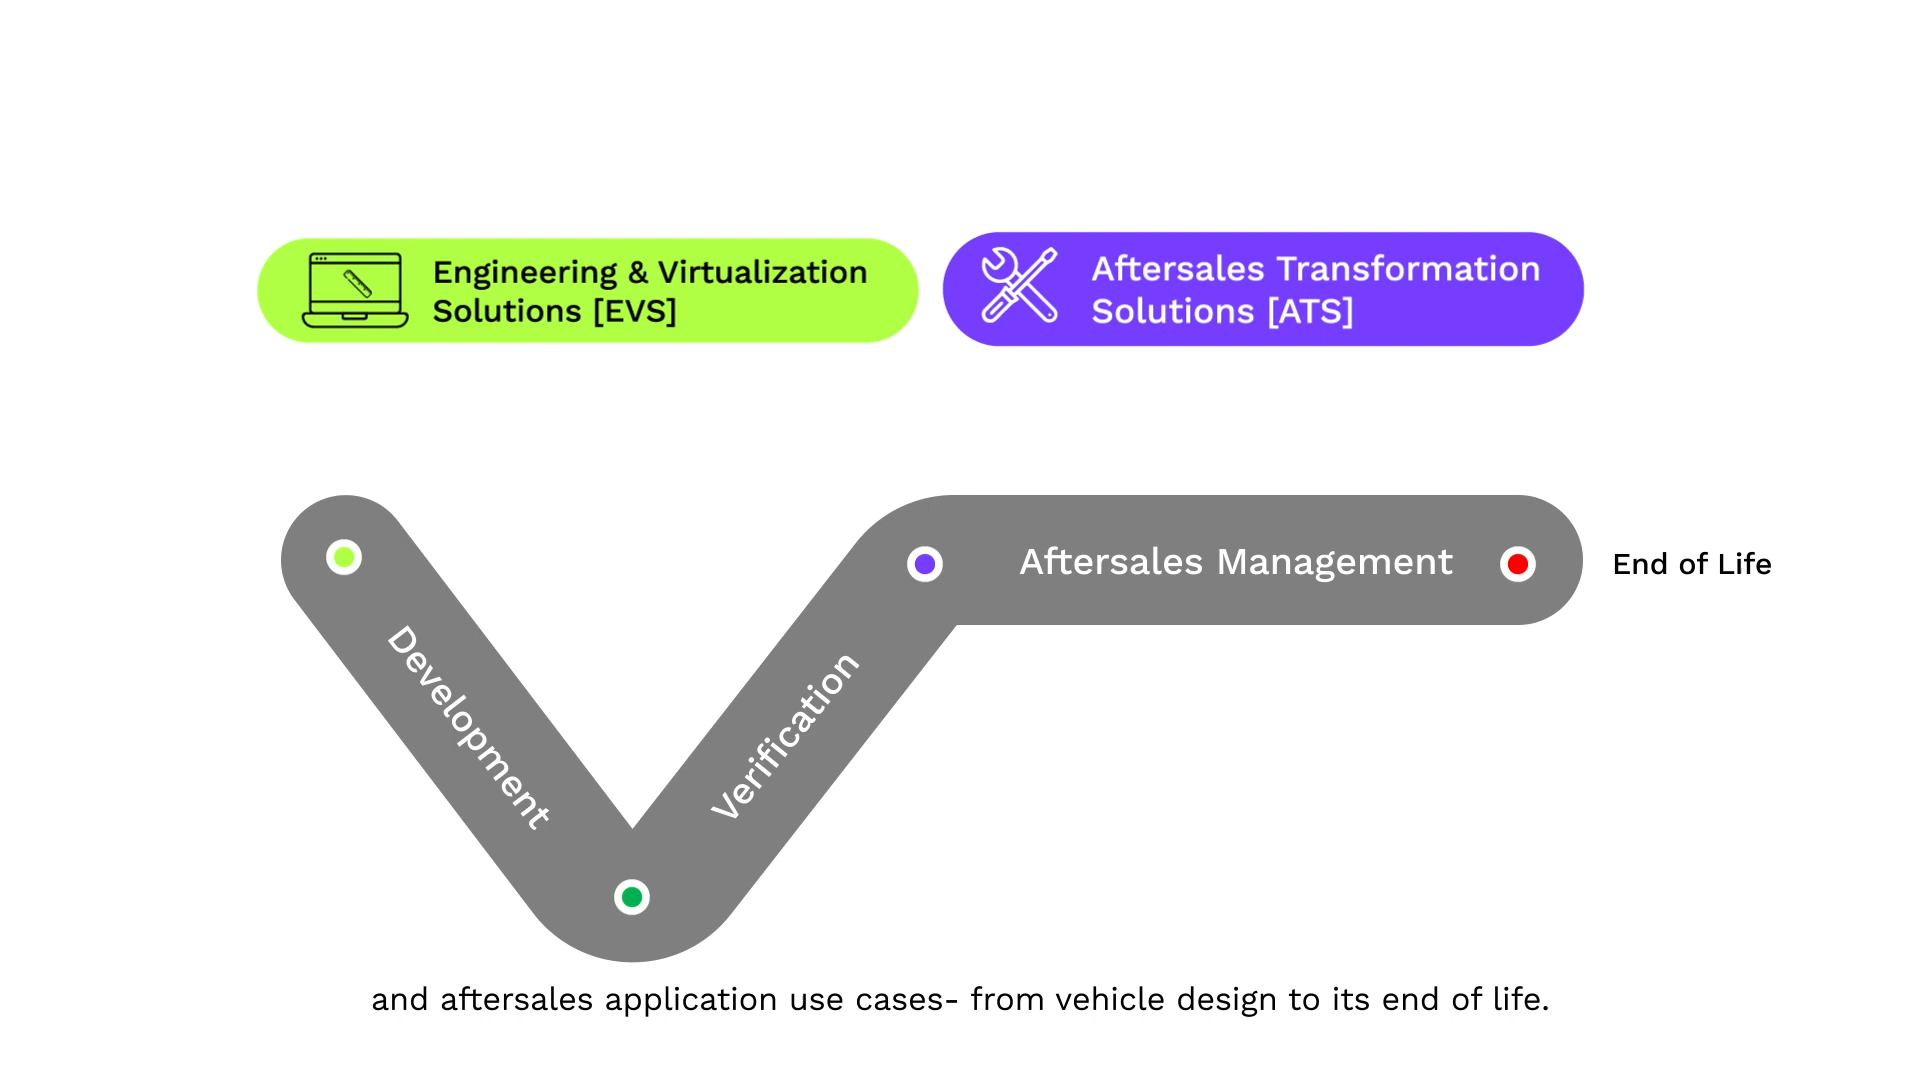 Engineering & Virtualization
Solutions [EVS]
Aftersales Transformation
Solutions [ATS]
Development
Verification
Aftersales Management
End of Life
and aftersales application use cases- from vehicle design to its end of life.